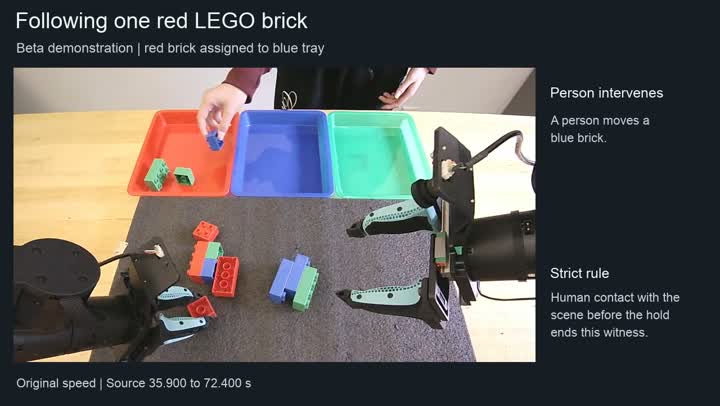 Following one red LEGO brick
Beta demonstration | red brick assigned to blue tray
Person intervenes
A person moves a
blue brick.
Strict rule
Human contact with the
scene before the hold
ends this witness.
Original speed | Source 35.900 to 72.400 s